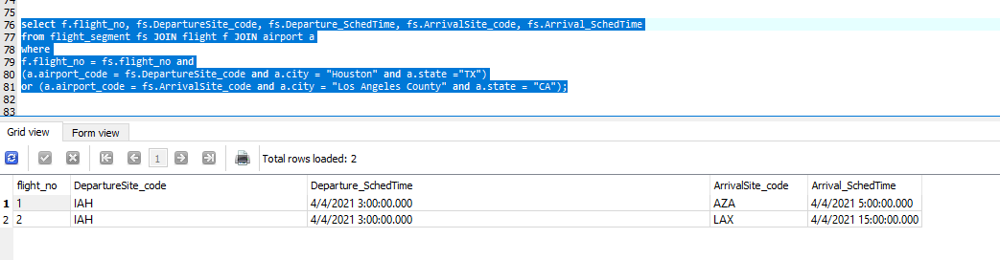 74
75
76 select f.flight_no, fs.DepartureSite_code, fs.Departure_SchedTime, fs.ArrivalSite_code, fs.Arrival_SchedTime
77 from flight_segment fs JOIN flight f JOIN airport a
78 where
79 f.flight_no = fs.flight_no and
80 (a.airport_code = fs.DepartureSite_code and a.city = "Houston" and a.state ="TX")
81 or (a.airport_code = fs.ArrivalSite_code and a.city = "Los Angeles County" and a.state = "CA");
82
83
Grid view Form view
1 Total rows loaded: 2
flight_no DepartureSite_code Departure_SchedTime ArrivalSite_code Arrival_SchedTime
1 1 IAH 4/4/2021 3:00:00.000 AZA 4/4/2021 5:00:00.000
2 2 IAH 4/4/2021 3:00:00.000 LAX 4/4/2021 15:00:00.000